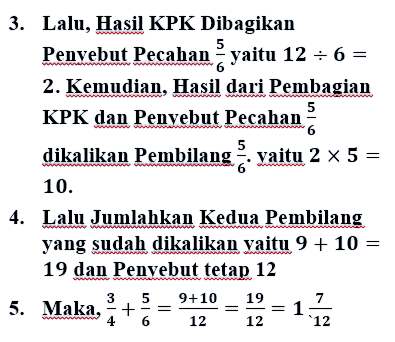 3. Lalu, Hasil KPK Dibagikan
Penyebut Pecahan 5/6 yaitu 12 ÷ 6 =
2. Kemudian, Hasil dari Pembagian
KPK dan Penyebut Pecahan 5/6
dikalikan Pembilang 5/6. yaitu 2 × 5 =
10.
4. Lalu Jumlahkan Kedua Pembilang
yang sudah dikalikan yaitu 9 + 10 =
19 dan Penyebut tetap 12
5. Maka, 3/4 + 5/6 = 9+10/12 = 19/12 = 1 7/`12